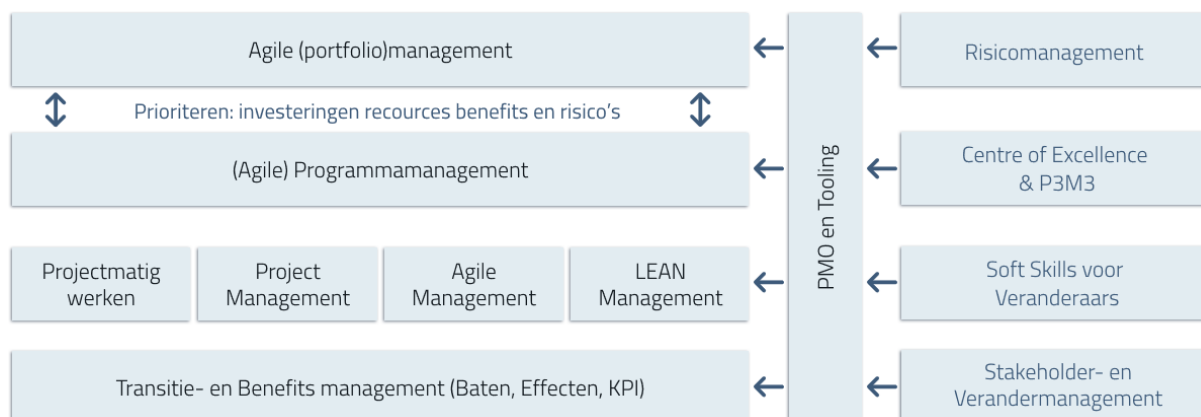 Agile (portfolio)management
Prioriteren: investeringen recources benefits en risico's
(Agile) Programmamanagement
Projectmatig
werken
Project
Management
Agile
Management
LEAN
Management
Transitie- en Benefits management (Baten, Effecten, KPI)
PMO en Tooling
Risicomanagement
Centre of Excellence
& P3M3
Soft Skills voor
Veranderaars
Stakeholder- en
Verandermanagement